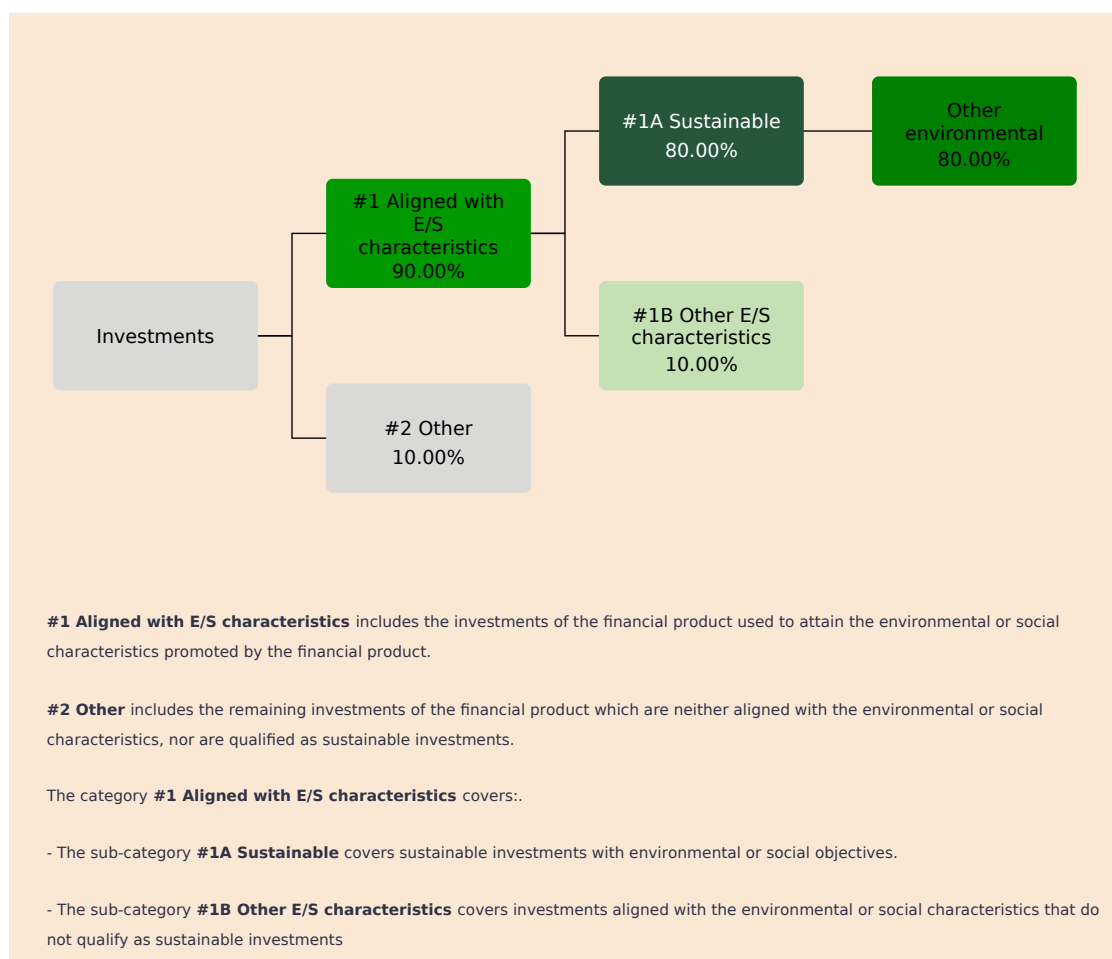 #1A Sustainable
80.00%
Other
environmental
80.00%
#1 Aligned with
E/S
characteristics
90.00%
Investments
#1B Other E/S
characteristics
10.00%
#2 Other
10.00%
#1 Aligned with E/S characteristics includes the investments of the financial product used to attain the environmental or social
characteristics promoted by the financial product.
#2 Other includes the remaining investments of the financial product which are neither aligned with the environmental or social
characteristics, nor are qualified as sustainable investments.
The category #1 Aligned with E/S characteristics covers:.
- The sub-category #1A Sustainable covers sustainable investments with environmental or social objectives.
- The sub-category #1B Other E/S characteristics covers investments aligned with the environmental or social characteristics that do
not qualify as sustainable investments